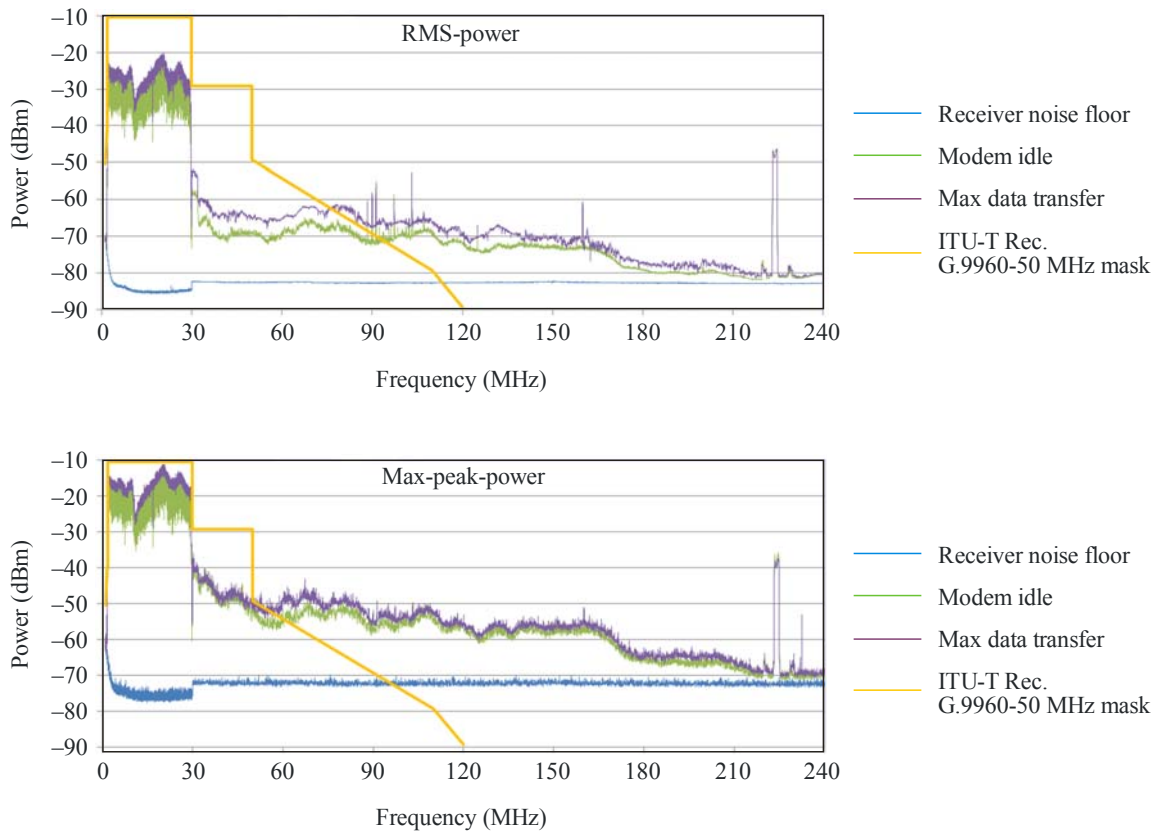 RMS-power
Power (dBm)
–10
–20
–30
–40
–50
–60
–70
–80
–90
0 30 60 90 120 150 180 210 240
Frequency (MHz)
Receiver noise floor
Modem idle
Max data transfer
ITU-T Rec.
G.9960-50 MHz mask
Max-peak-power
Power (dBm)
–10
–20
–30
–40
–50
–60
–70
–80
–90
0 30 60 90 120 150 180 210 240
Frequency (MHz)
Receiver noise floor
Modem idle
Max data transfer
ITU-T Rec.
G.9960-50 MHz mask